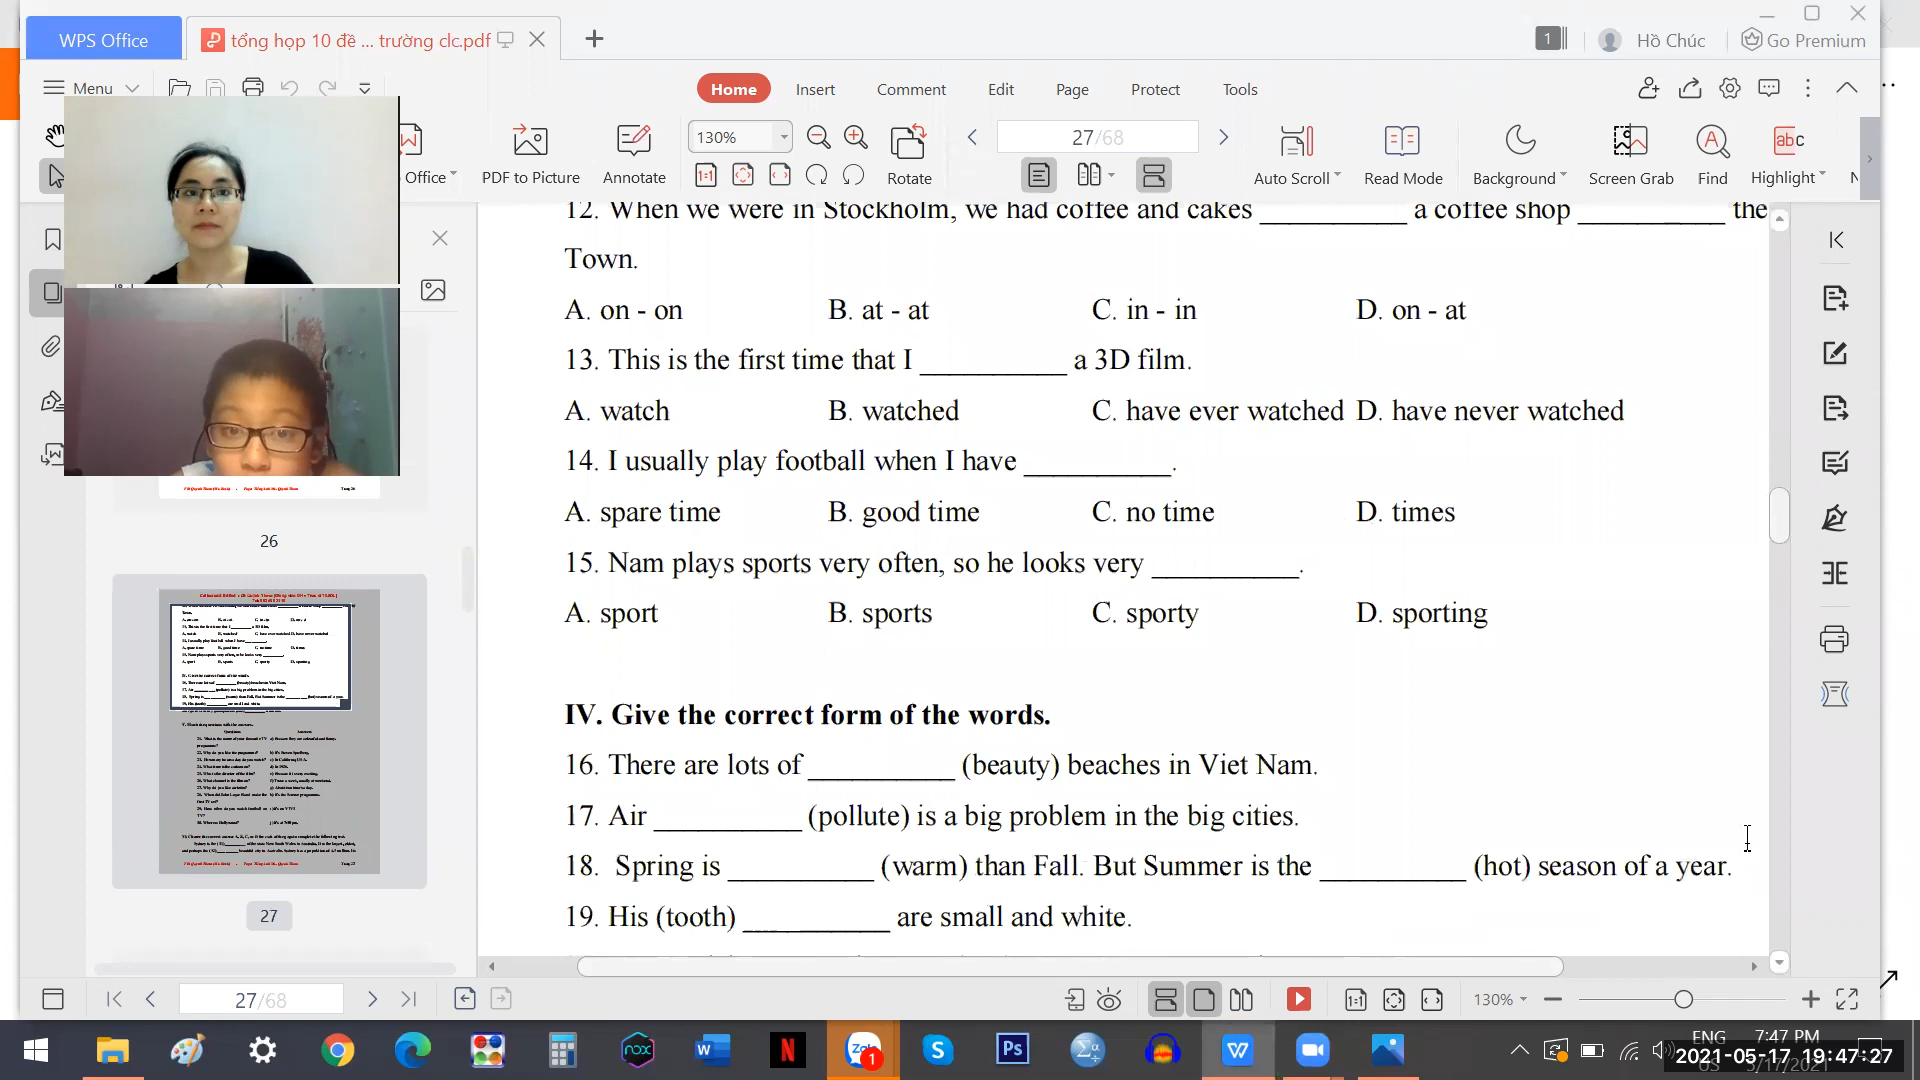 WPS Office
tổng hợp 10 đề ... trường clc.pdf
1
Hồ Chúc
Go Premium
Menu
Home
Insert
Comment
Edit
Page
Protect
Tools
Office
PDF to Picture
Annotate
130%
Rotate
27/68
Auto Scroll
Read Mode
Background
Screen Grab
Find
Highlight
12. When we were in Stockholm, we had coffee and cakes __________ a coffee shop __________ the
Town.
A. on - on B. at - at C. in - in D. on - at
13. This is the first time that I __________ a 3D film.
A. watch B. watched C. have ever watched D. have never watched
14. I usually play football when I have __________.
A. spare time B. good time C. no time D. times
15. Nam plays sports very often, so he looks very __________.
A. sport B. sports C. sporty D. sporting
IV. Give the correct form of the words.
16. There are lots of __________ (beauty) beaches in Viet Nam.
17. Air __________ (pollute) is a big problem in the big cities.
18. Spring is __________ (warm) than Fall. But Summer is the __________ (hot) season of a year.
19. His (tooth) __________ are small and white.
26
27
27/68
130%
ENG
7:47 PM
2021-05-17 19:47:27